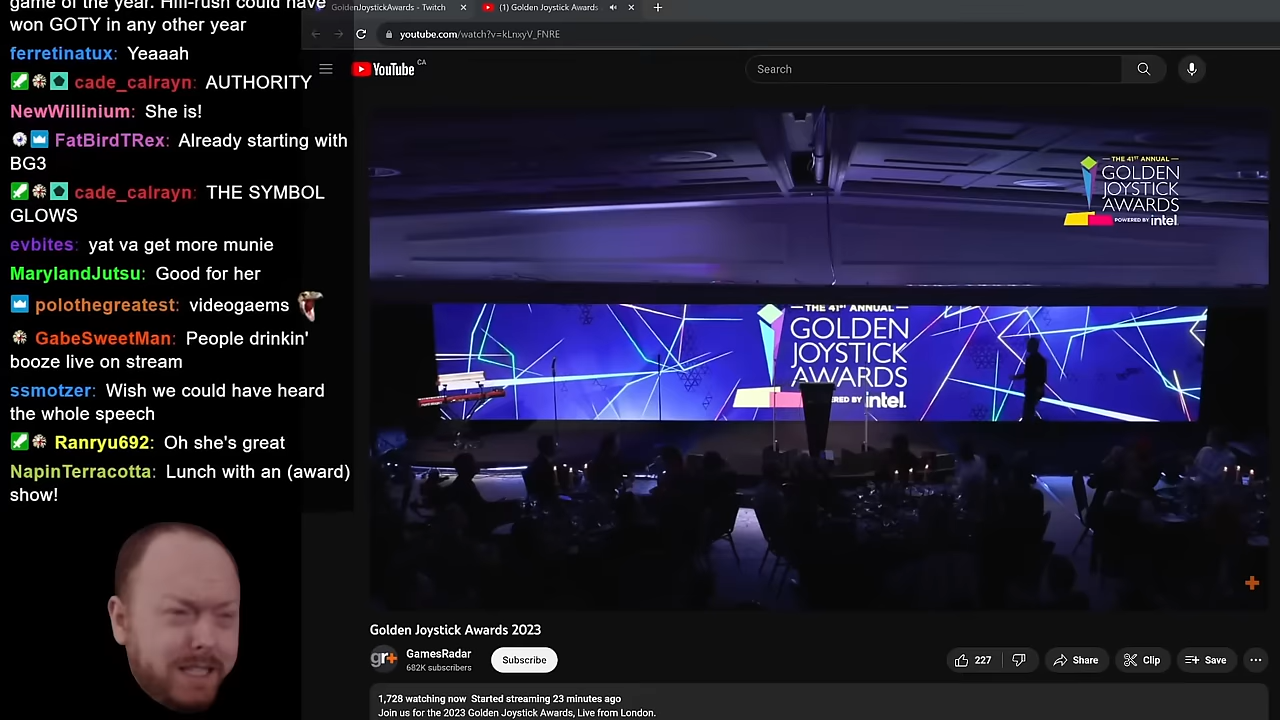 game of the year. Hifi-rush could have
won GOTY in any other year
ferretinatux: Yeaaah
cade_calrayn: AUTHORITY
NewWillinium: She is!
FatBirdTRex: Already starting with
BG3
cade_calrayn: THE SYMBOL
GLOWS
evbites: yat va get more munie
MarylandJutsu: Good for her
polothegreatest: videogaems
GabeSweetMan: People drinkin'
booze live on stream
ssmotzer: Wish we could have heard
the whole speech
Ranryu692: Oh she's great
NapinTerracotta: Lunch with an (award)
show!
GoldenJoystickAwards - Twitch
(1) Golden Joystick Awards
youtube.com/watch?v=kLnxyV_FNRE
YouTube CA
Search
THE 41ST ANNUAL
GOLDEN
JOYSTICK
AWARDS
POWERED BY intel.
THE 41ST ANNUAL
GOLDEN
JOYSTICK
AWARDS
ERED BY intel.
Golden Joystick Awards 2023
gr+
GamesRadar
682K subscribers
Subscribe
227
Share
Clip
Save
1,728 watching now Started streaming 23 minutes ago
Join us for the 2023 Golden Joystick Awards, Live from London.